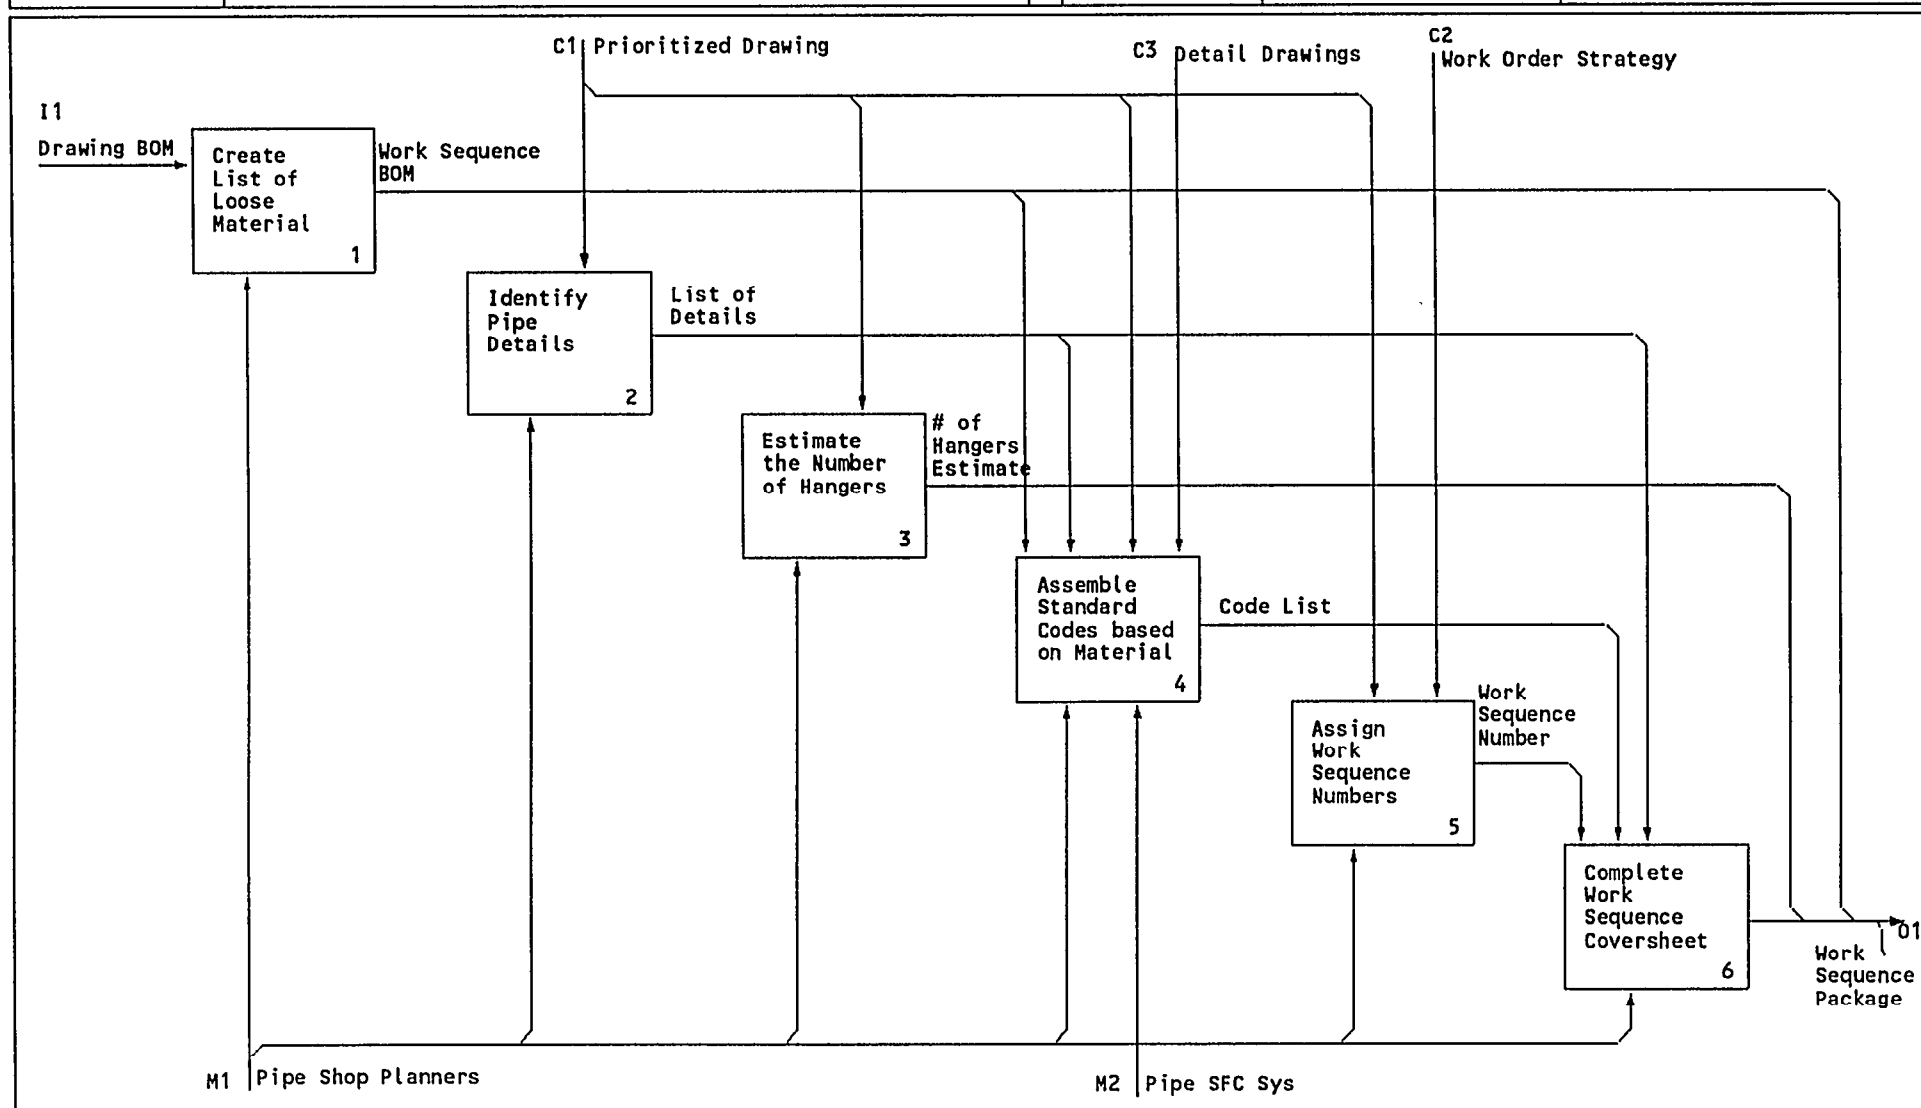 C1 Prioritized Drawing
C3 Detail Drawings
C2
Work Order Strategy
I1
Drawing BOM
Create
List of
Loose
Material
1
Work Sequence
BOM
Identify
Pipe
Details
2
List of
Details
Estimate
the Number
of Hangers
3
# of
Hangers
Estimate
Assemble
Standard
Codes based
on Material
4
Code List
Assign
Work
Sequence
Numbers
5
Work
Sequence
Number
Complete
Work
Sequence
Coversheet
6
O1
Work
Sequence
Package
M1 Pipe Shop Planners
M2 Pipe SFC Sys